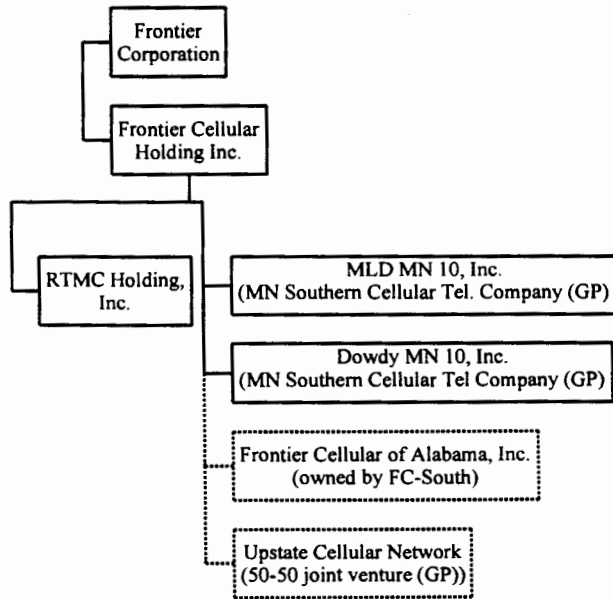 Frontier
Corporation
Frontier Cellular
Holding Inc.
RTMC Holding,
Inc.
MLD MN 10, Inc.
(MN Southern Cellular Tel. Company (GP)
Dowdy MN 10, Inc.
(MN Southern Cellular Tel Company (GP)
Frontier Cellular of Alabama, Inc.
(owned by FC-South)
Upstate Cellular Network
(50-50 joint venture (GP))